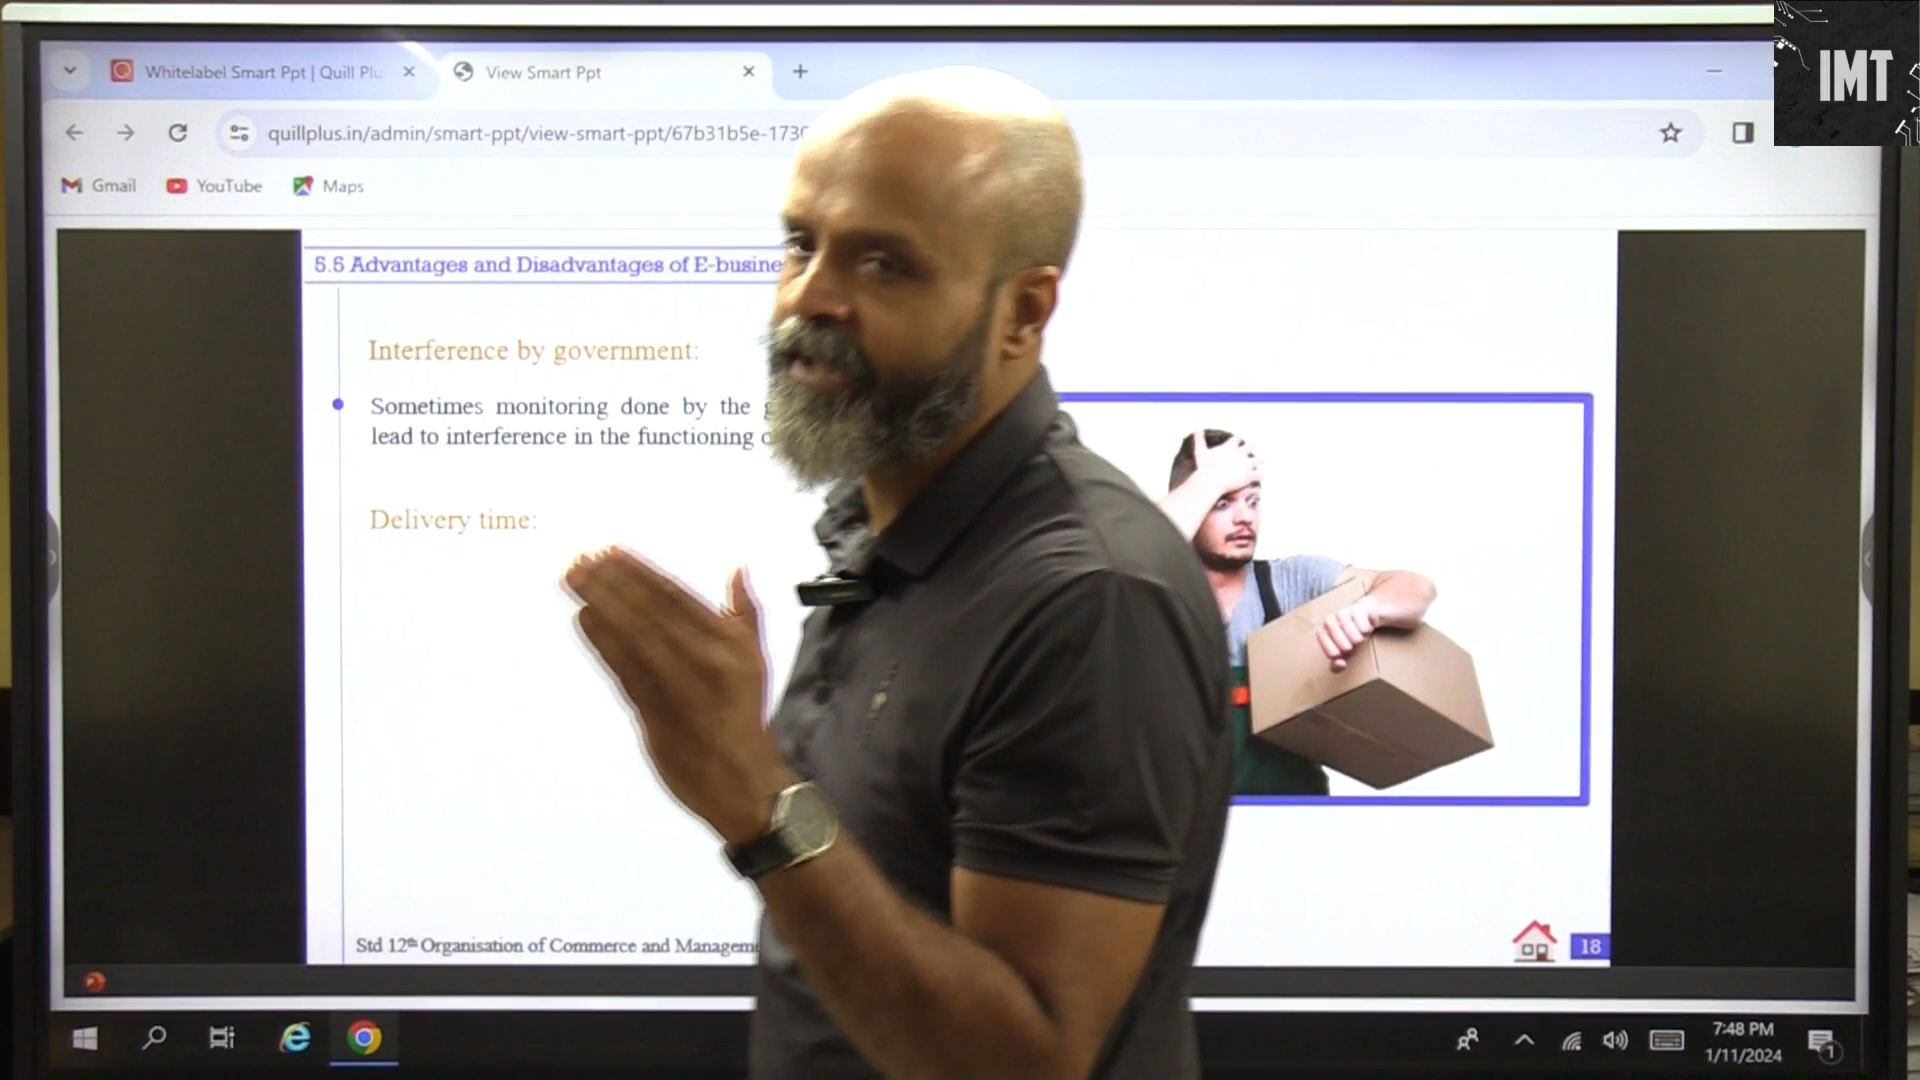 Whitelabel Smart Ppt | Quill Plu
View Smart Ppt
IMT
quillplus.in/admin/smart-ppt/view-smart-ppt/67b31b5e-1730
Gmail
YouTube
Maps
5.5 Advantages and Disadvantages of E-busine
Interference by government:
Sometimes monitoring done by the g
lead to interference in the functioning o
Delivery time:
Std 12th Organisation of Commerce and Manageme
18
7:48 PM
1/11/2024
1